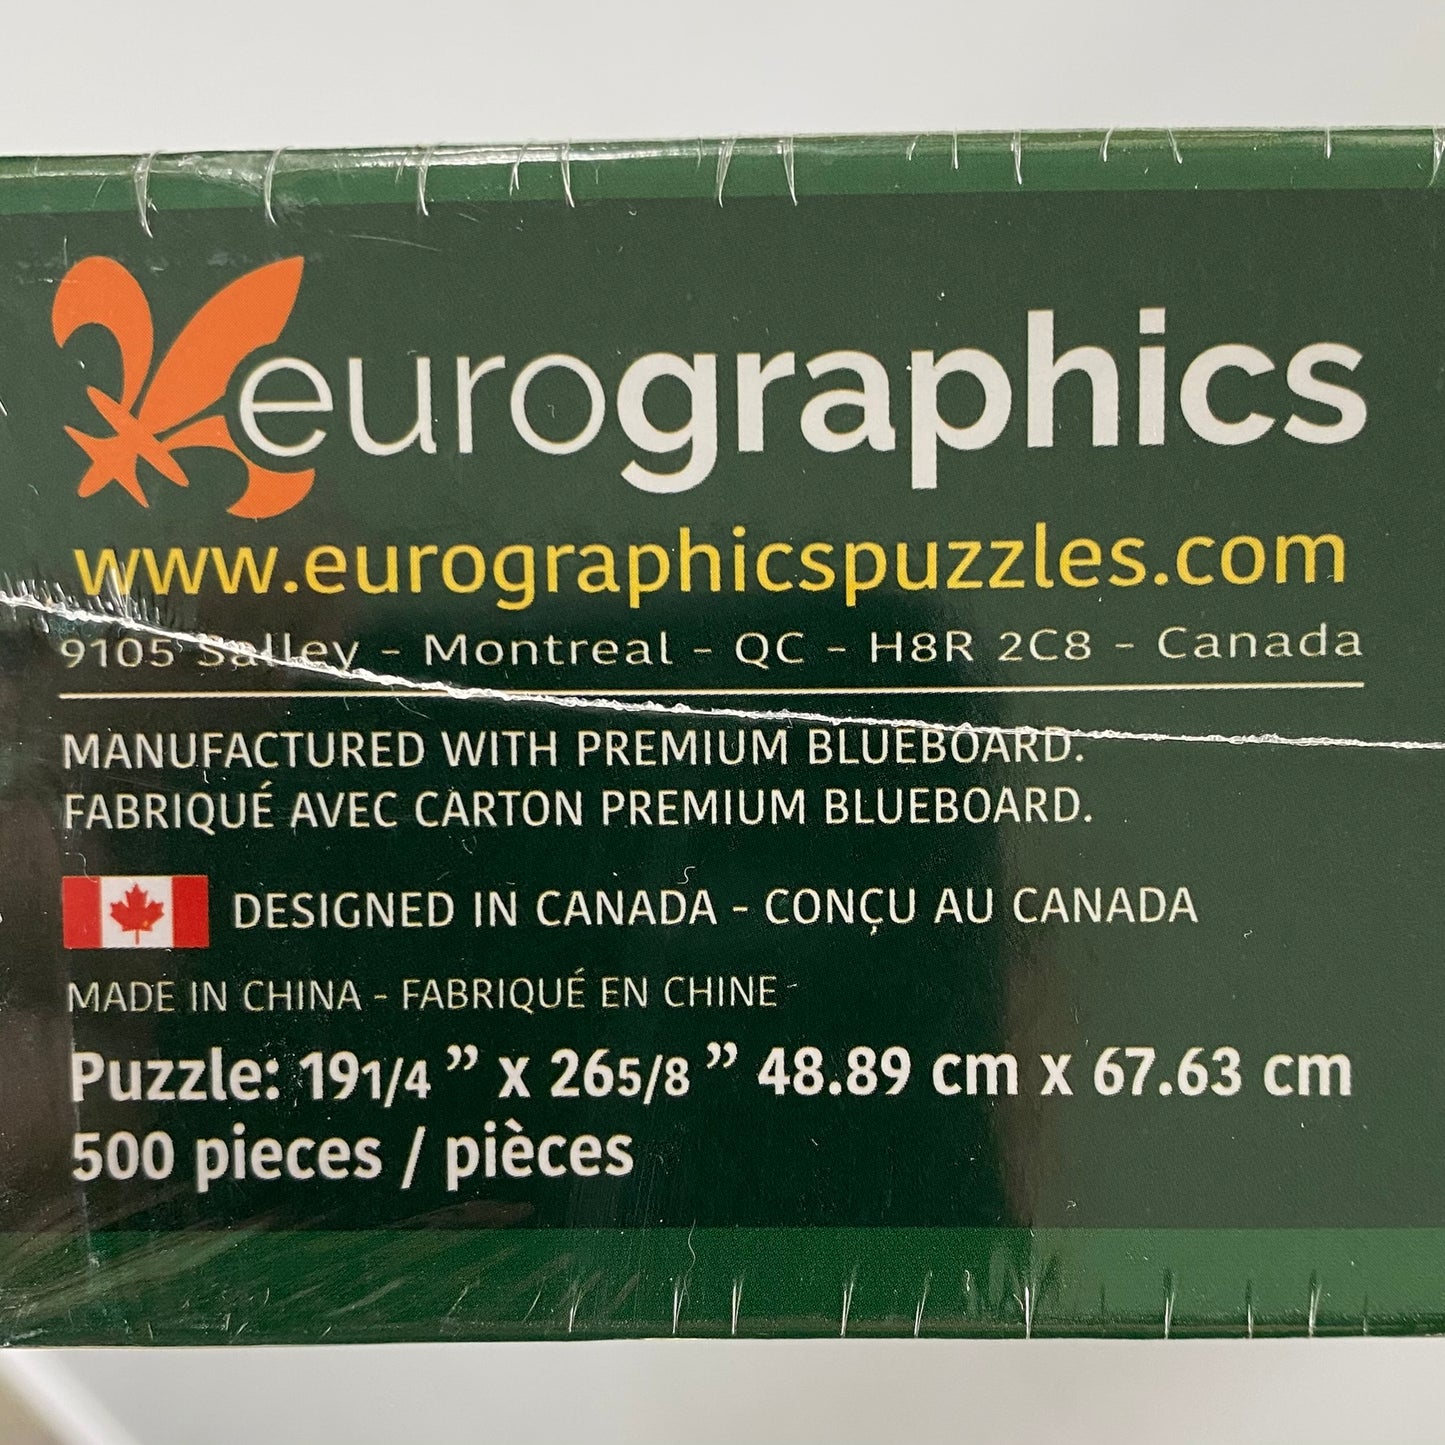 eurographics
www.eurographicspuzzles.com
9105 Salley - Montreal - QC - H8R 2C8 - Canada
MANUFACTURED WITH PREMIUM BLUEBOARD.
FABRIQUÉ AVEC CARTON PREMIUM BLUEBOARD.
DESIGNED IN CANADA - CONÇU AU CANADA
MADE IN CHINA - FABRIQUÉ EN CHINE
Puzzle: 19 1/4 ” x 26 5/8 ” 48.89 cm x 67.63 cm
500 pieces / pièces